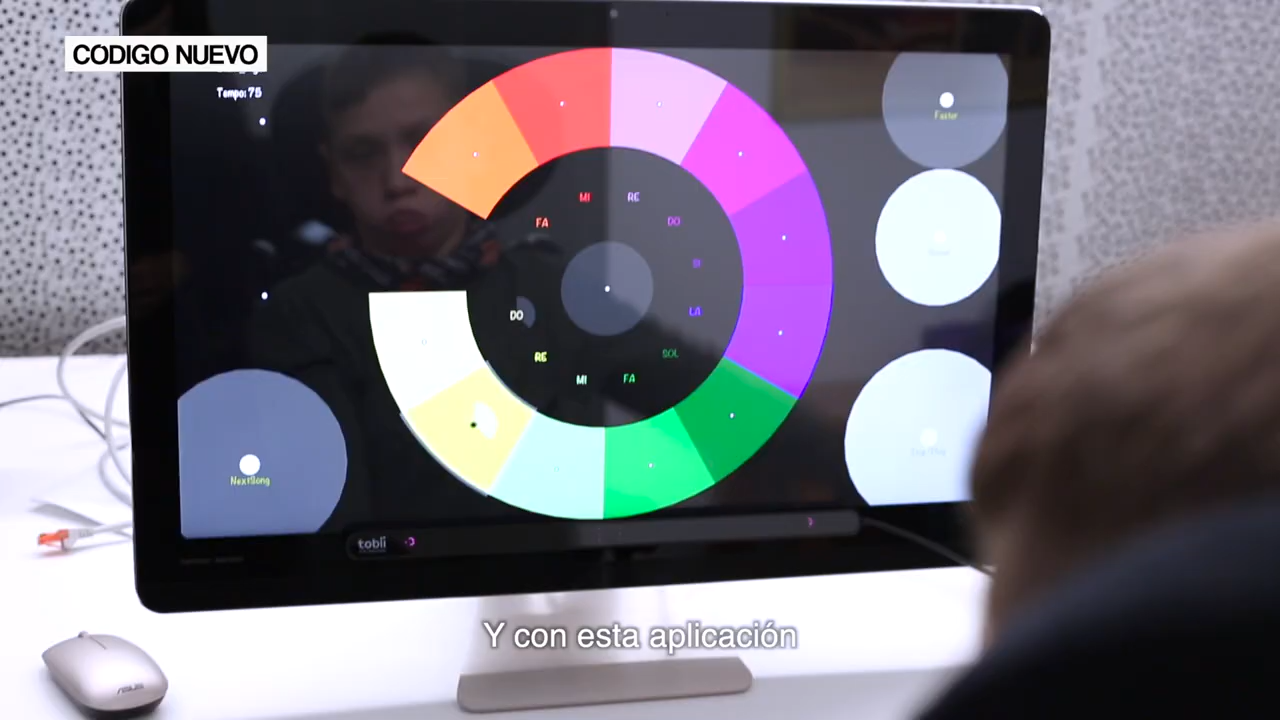 CÓDIGO NUEVO
Tempo: 75
Faster
MI
RE
FA
DO
SI
LA
DO
RE
SOL
MI
FA
NextSong
tobii
ASUS
Y con esta aplicación